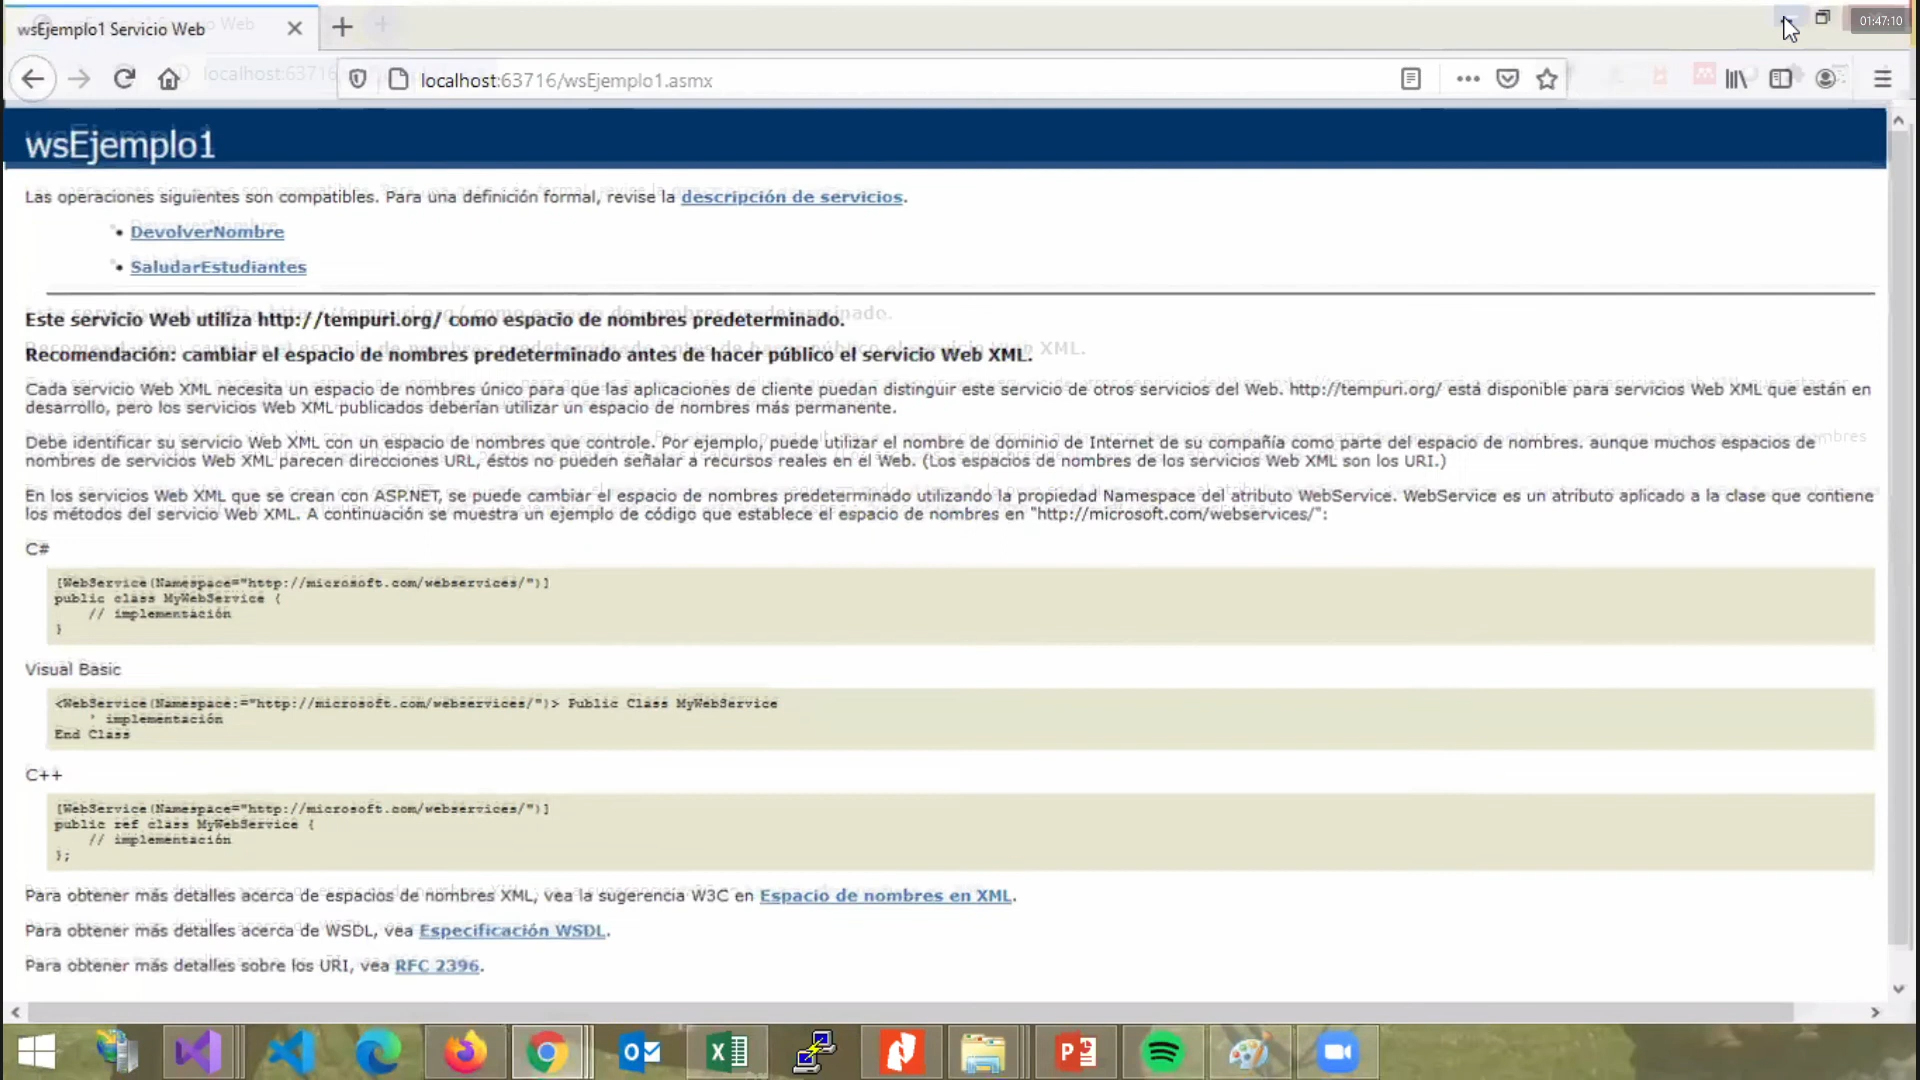 wsEjemplo1 Servicio Web
01:47:10
localhost:63716/wsEjemplo1.asmx
wsEjemplo1
Las operaciones siguientes son compatibles. Para una definición formal, revise la descripción de servicios.
• DevolverNombre
• SaludarEstudiantes
Este servicio Web utiliza http://tempuri.org/ como espacio de nombres predeterminado.
Recomendación: cambiar el espacio de nombres predeterminado antes de hacer público el servicio Web XML.
Cada servicio Web XML necesita un espacio de nombres único para que las aplicaciones de cliente puedan distinguir este servicio de otros servicios del Web. http://tempuri.org/ está disponible para servicios Web XML que están en
desarrollo, pero los servicios Web XML publicados deberían utilizar un espacio de nombres más permanente.
Debe identificar su servicio Web XML con un espacio de nombres que controle. Por ejemplo, puede utilizar el nombre de dominio de Internet de su compañía como parte del espacio de nombres. aunque muchos espacios de
nombres de servicios Web XML parecen direcciones URL, éstos no pueden señalar a recursos reales en el Web. (Los espacios de nombres de los servicios Web XML son los URI.)
En los servicios Web XML que se crean con ASP.NET, se puede cambiar el espacio de nombres predeterminado utilizando la propiedad Namespace del atributo WebService. WebService es un atributo aplicado a la clase que contiene
los métodos del servicio Web XML. A continuación se muestra un ejemplo de código que establece el espacio de nombres en "http://microsoft.com/webservices/":
C#
[WebService(Namespace="http://microsoft.com/webservices/")]
public class MyWebService {
// implementación
}
Visual Basic
<WebService(Namespace:="http://microsoft.com/webservices/")> Public Class MyWebService
' implementación
End Class
C++
[WebService(Namespace="http://microsoft.com/webservices/")]
public ref class MyWebService {
// implementación
};
Para obtener más detalles acerca de espacios de nombres XML, vea la sugerencia W3C en Espacio de nombres en XML.
Para obtener más detalles acerca de WSDL, vea Especificación WSDL.
Para obtener más detalles sobre los URI, vea RFC 2396.